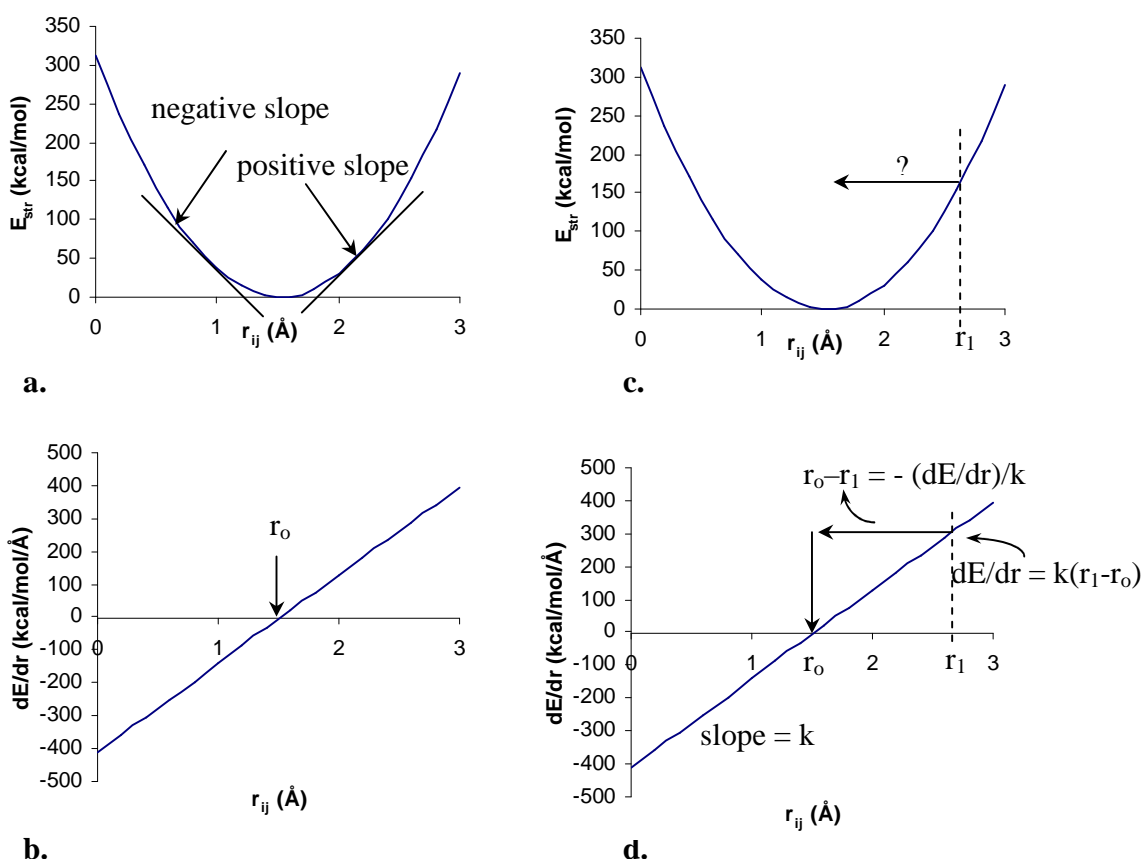 350
300
250
200
150
100
50
0
E_str (kcal/mol)
negative slope
positive slope
0 1 2 3
r_ij (Å)
a.
350
300
250
200
150
100
50
0
E_str (kcal/mol)
?
0 1 2 r_1 3
r_ij (Å)
c.
500
400
300
200
100
0
-100
-200
-300
-400
-500
dE/dr (kcal/mol/Å)
r_o
0 1 2 3
r_ij (Å)
b.
500
400
300
200
100
0
-100
-200
-300
-400
-500
dE/dr (kcal/mol/Å)
r_o–r_1 = - (dE/dr)/k
dE/dr = k(r_1-r_o)
0 1 r_o 2 r_1 3
slope = k
r_ij (Å)
d.